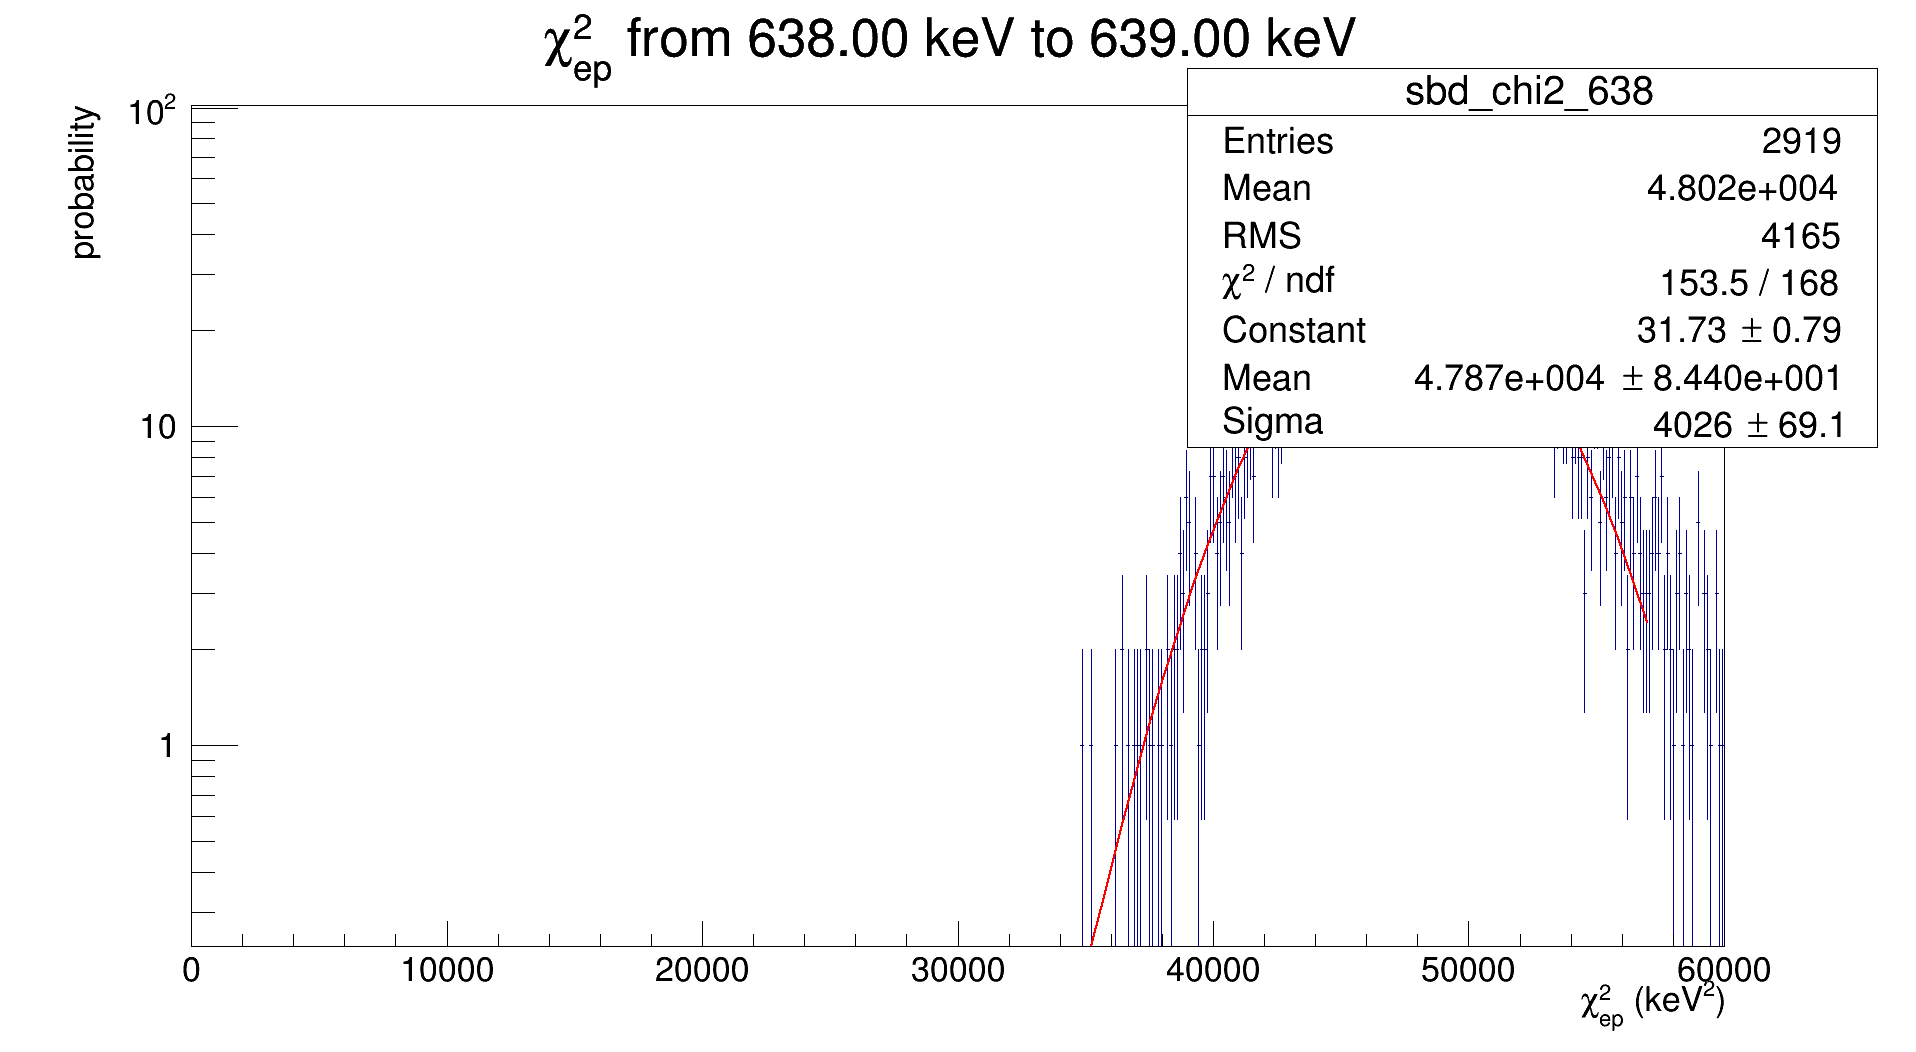 χ²ep from 638.00 keV to 639.00 keV
probability
10²
10
1
sbd_chi2_638
Entries 2919
Mean 4.802e+004
RMS 4165
χ² / ndf 153.5 / 168
Constant 31.73 ± 0.79
Mean 4.787e+004 ± 8.440e+001
Sigma 4026 ± 69.1
0 10000 20000 30000 40000 50000 60000
χ²ep (keV²)